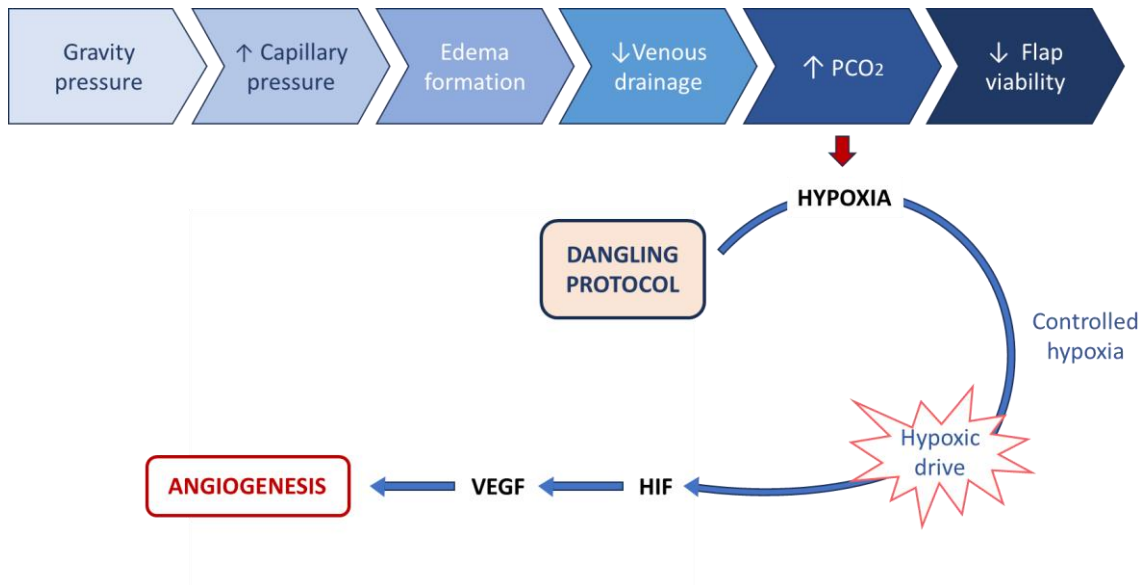 Gravity
pressure
↑ Capillary
pressure
Edema
formation
↓Venous
drainage
↑ PCO₂
↓ Flap
viability
HYPOXIA
DANGLING
PROTOCOL
Controlled
hypoxia
Hypoxic
drive
ANGIOGENESIS
VEGF
HIF